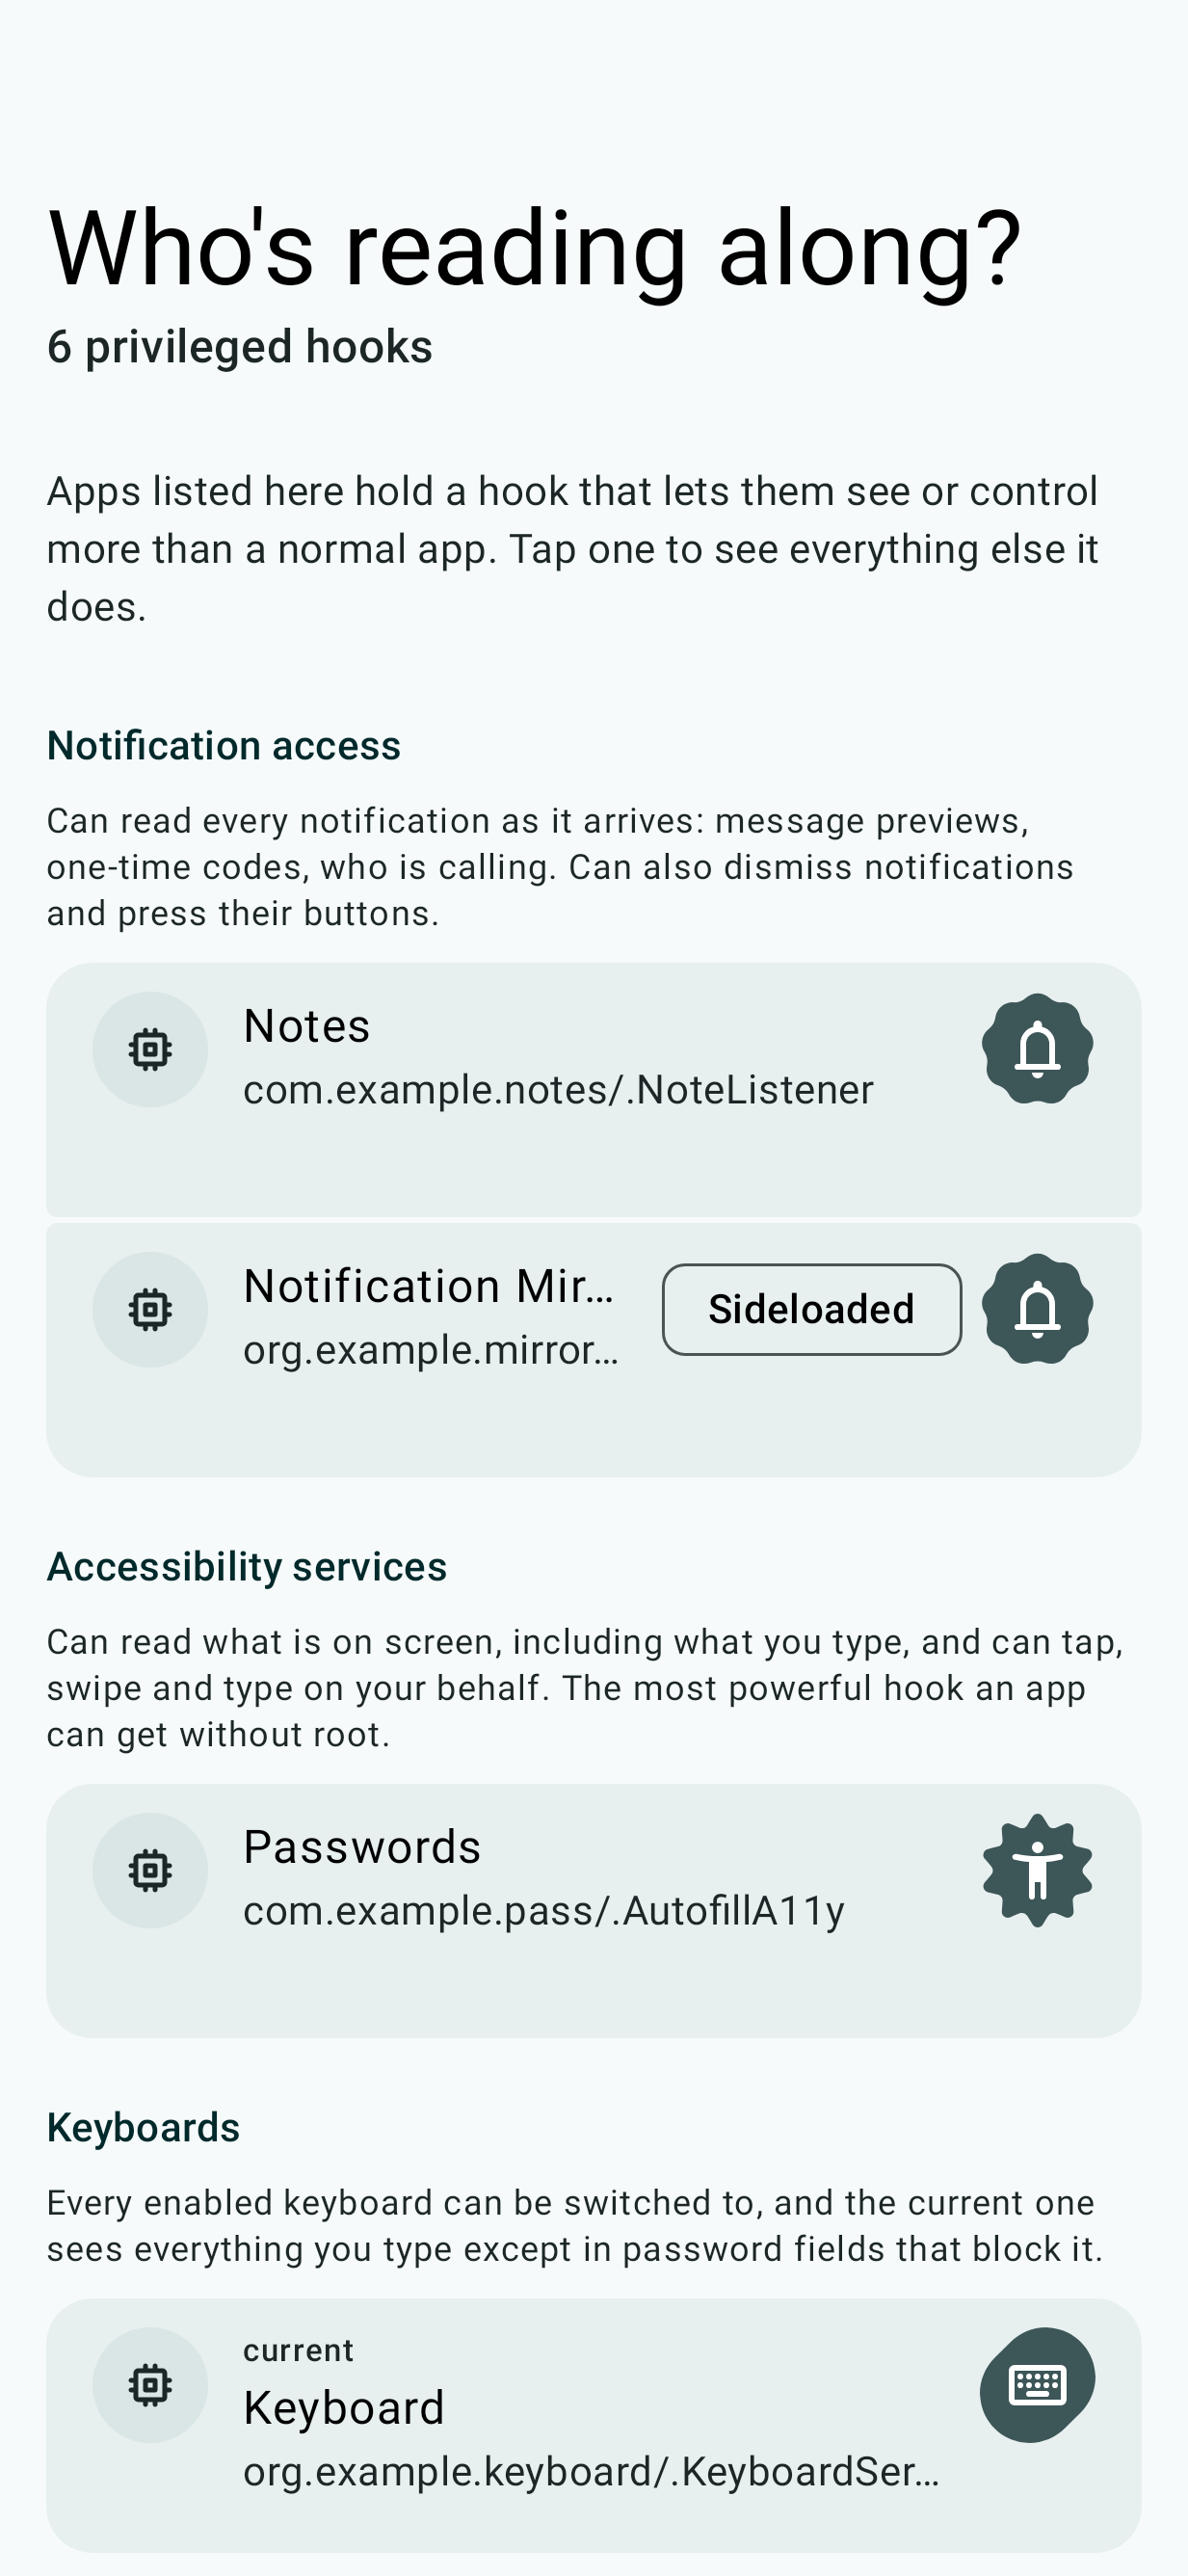 Who's reading along?
6 privileged hooks
Apps listed here hold a hook that lets them see or control
more than a normal app. Tap one to see everything else it
does.
Notification access
Can read every notification as it arrives: message previews,
one-time codes, who is calling. Can also dismiss notifications
and press their buttons.
Notes
com.example.notes/.NoteListener
Notification Mir…
Sideloaded
org.example.mirror…
Accessibility services
Can read what is on screen, including what you type, and can tap,
swipe and type on your behalf. The most powerful hook an app
can get without root.
Passwords
com.example.pass/.AutofillA11y
Keyboards
Every enabled keyboard can be switched to, and the current one
sees everything you type except in password fields that block it.
current
Keyboard
org.example.keyboard/.KeyboardSer…